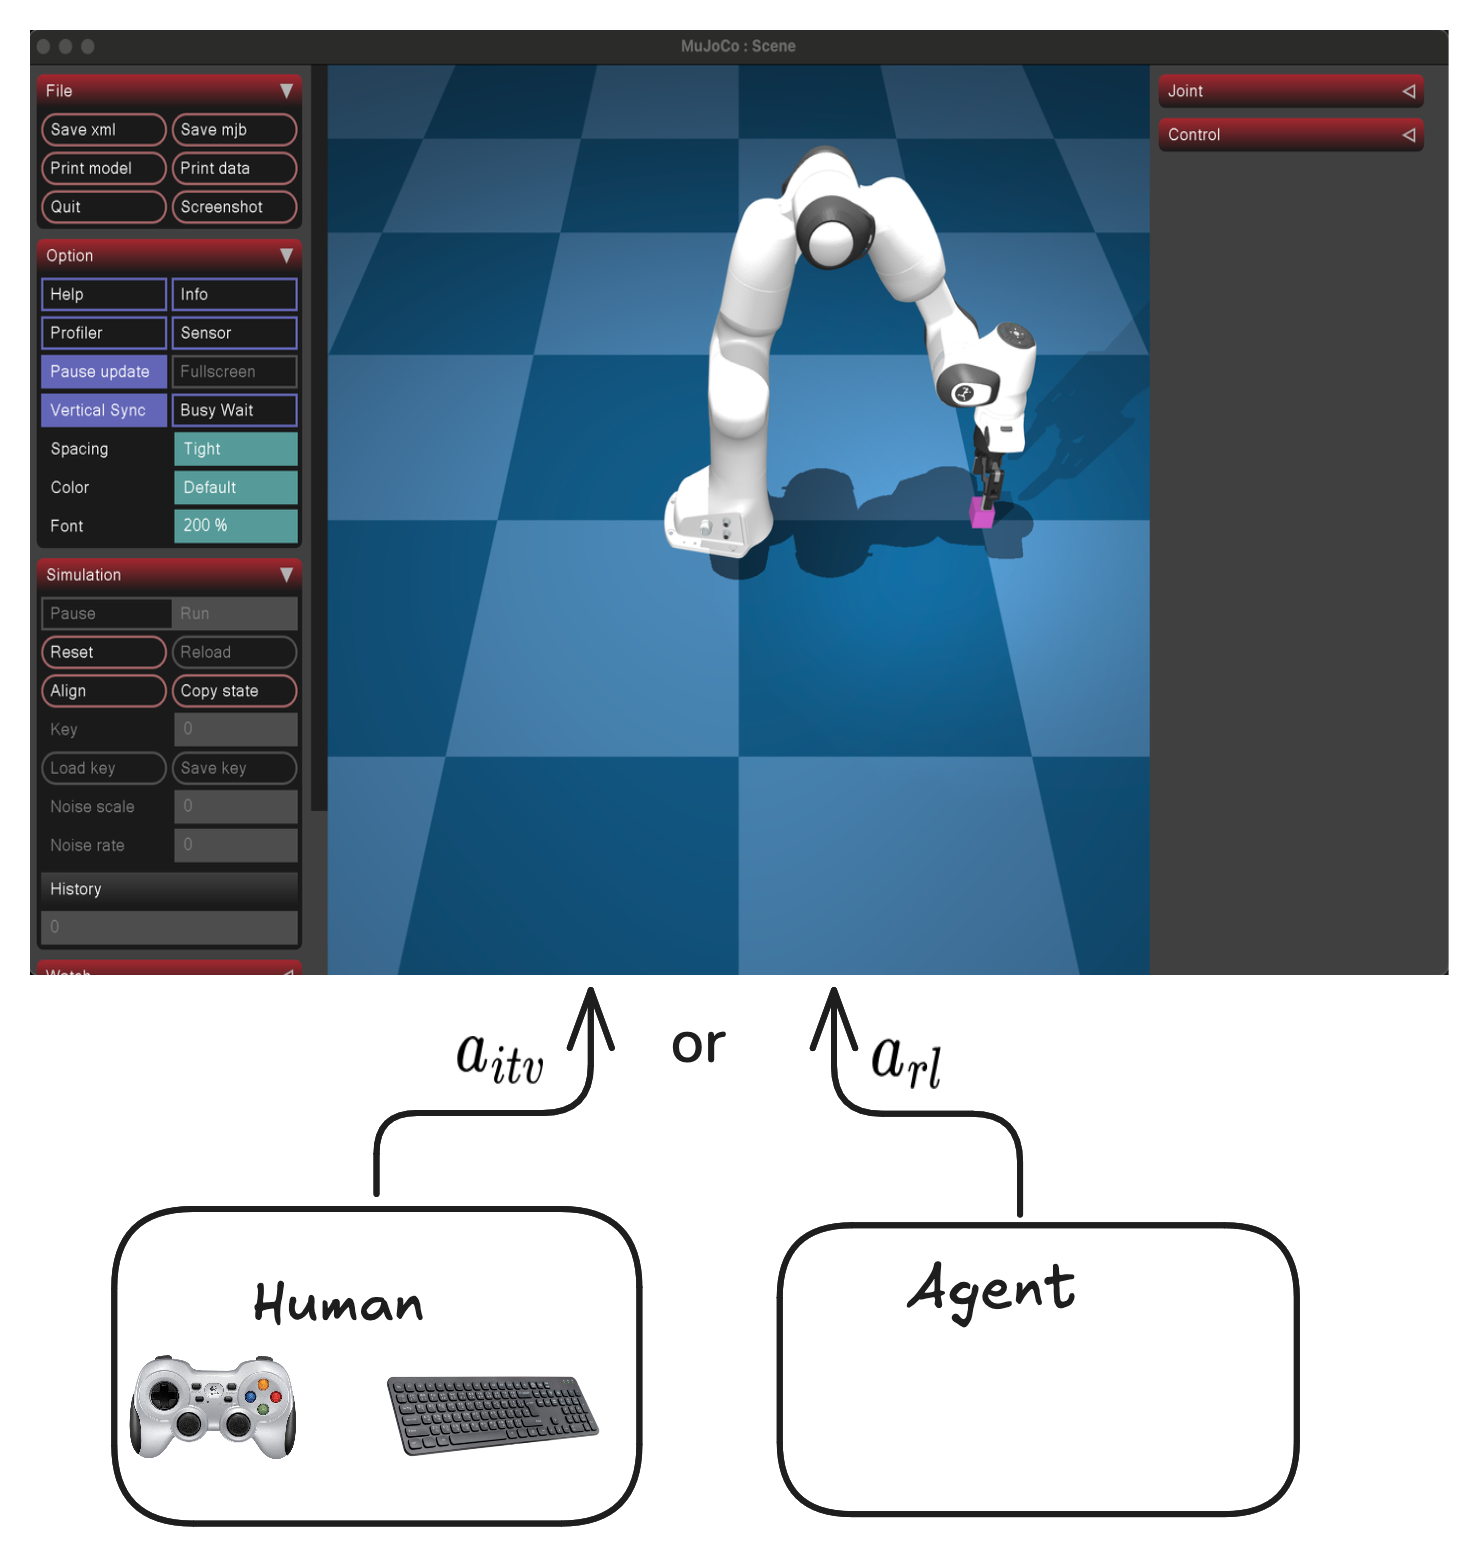 MuJoCo : Scene
File
Save xml Save mjb
Print model Print data
Quit Screenshot
Option
Help Info
Profiler Sensor
Pause update Fullscreen
Vertical Sync Busy Wait
Spacing Tight
Color Default
Font 200 %
Simulation
Pause Run
Reset Reload
Align Copy state
Key 0
Load key Save key
Noise scale 0
Noise rate 0
History
0
Watch
Joint
Control
a_{itv} or a_{rl}
Human
Agent